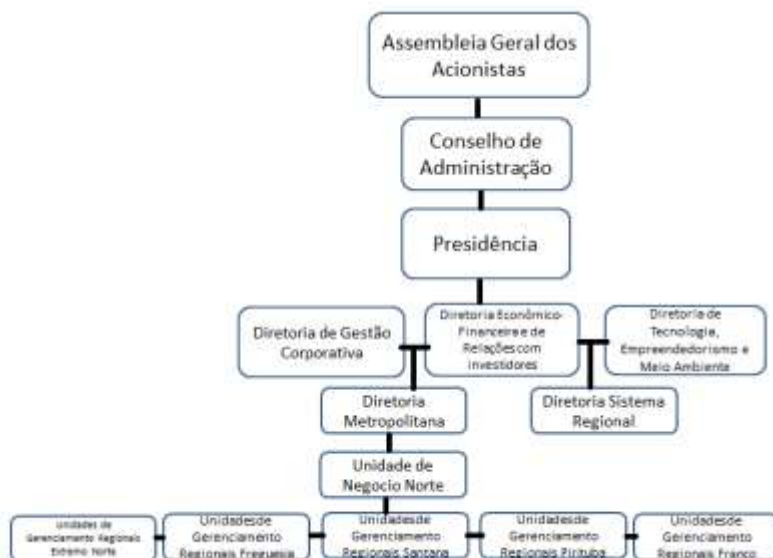 Assembleia Geral dos
Acionistas
Conselho de
Administração
Presidência
Diretoria de Gestão
Corporativa
Diretoria Econômico-
Financeira e de
Relações com
investidores
Diretoria de
Tecnologia,
Empreendedorismo e
Meio Ambiente
Diretoria
Metropolitana
Diretoria Sistema
Regional
Unidade de
Negocio Norte
Unidades de
Gerenciamento Regionais
Extremo Norte
Unidadesde
Gerenciamento
Regionais Freguesia
Unidadesde
Gerenciamento
Regionais Santana
Unidadesde
Gerenciamento
Regionais Pirituba
Unidadesde
Gerenciamento
Regionais Franco